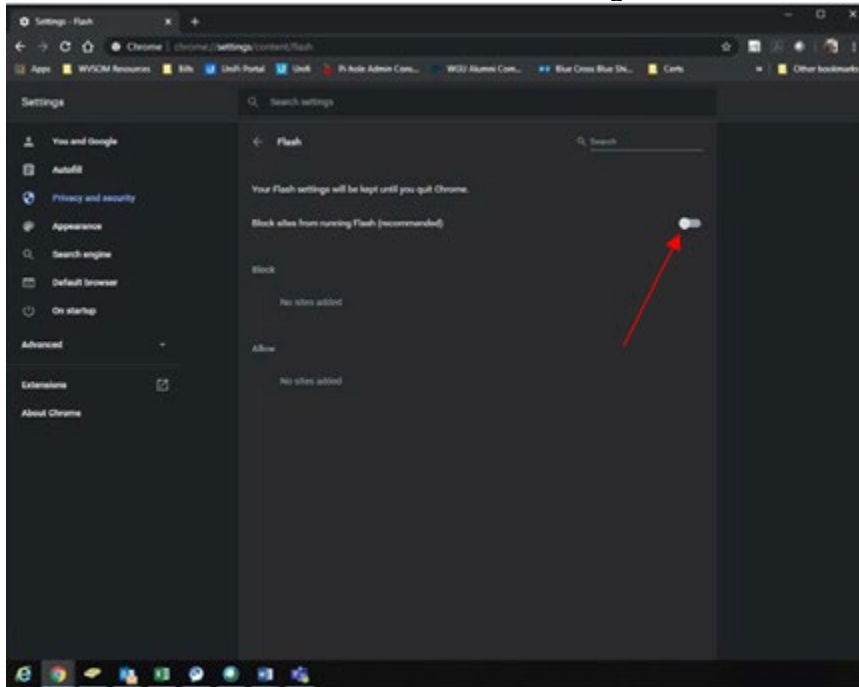 Settings - Flash
Chrome | chrome://settings/content/flash
Apps WVSOM Resources Bills Unifi Portal Unifi Pi-hole Admin Con... WGU Alumni Com... Blue Cross Blue Shi... Certs » Other bookmarks
Settings
Search settings
You and Google
Autofill
Privacy and security
Appearance
Search engine
Default browser
On startup
Advanced
Extensions
About Chrome
Flash
Search
Your Flash settings will be kept until you quit Chrome.
Block sites from running Flash (recommended)
Block
No sites added
Allow
No sites added